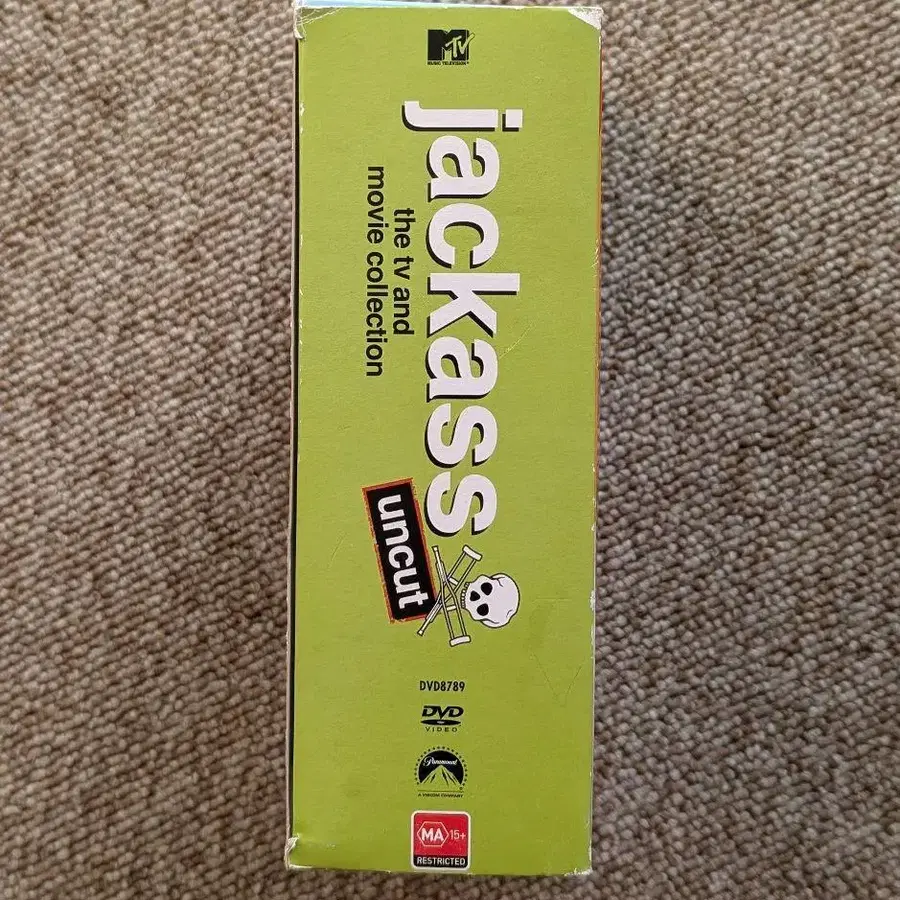 MTV
MUSIC TELEVISION®
jackass
the tv and
movie collection
uncut
DVD8789
DVD
VIDEO
Paramount
A VIACOM COMPANY
MA 15+
RESTRICTED